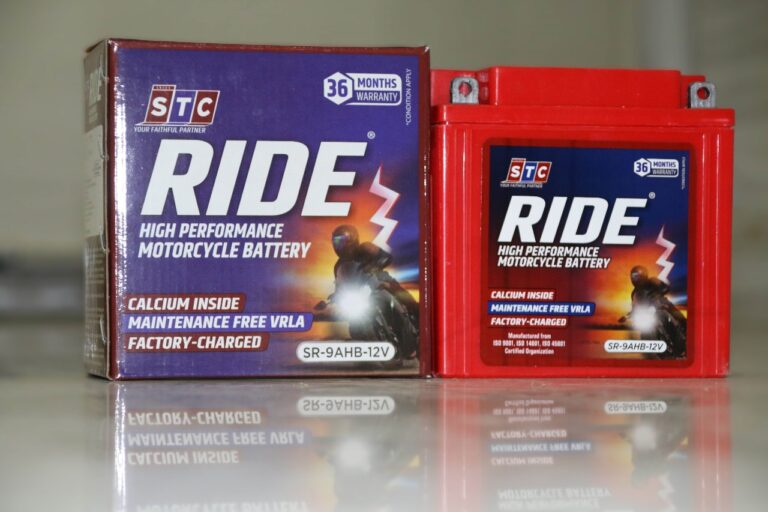 STC
YOUR FAITHFUL PARTNER
36 MONTHS WARRANTY
*CONDITION APPLY
RIDE®
HIGH PERFORMANCE
MOTORCYCLE BATTERY
CALCIUM INSIDE
MAINTENANCE FREE VRLA
FACTORY-CHARGED
SR-9AHB-12V
RIDE
STC
YOUR FAITHFUL PARTNER
36 MONTHS WARRANTY
RIDE®
HIGH PERFORMANCE
MOTORCYCLE BATTERY
CALCIUM INSIDE
MAINTENANCE FREE VRLA
FACTORY-CHARGED
Manufactured from
ISO 9001, ISO 14001, ISO 45001
Certified Organization
SR-9AHB-12V